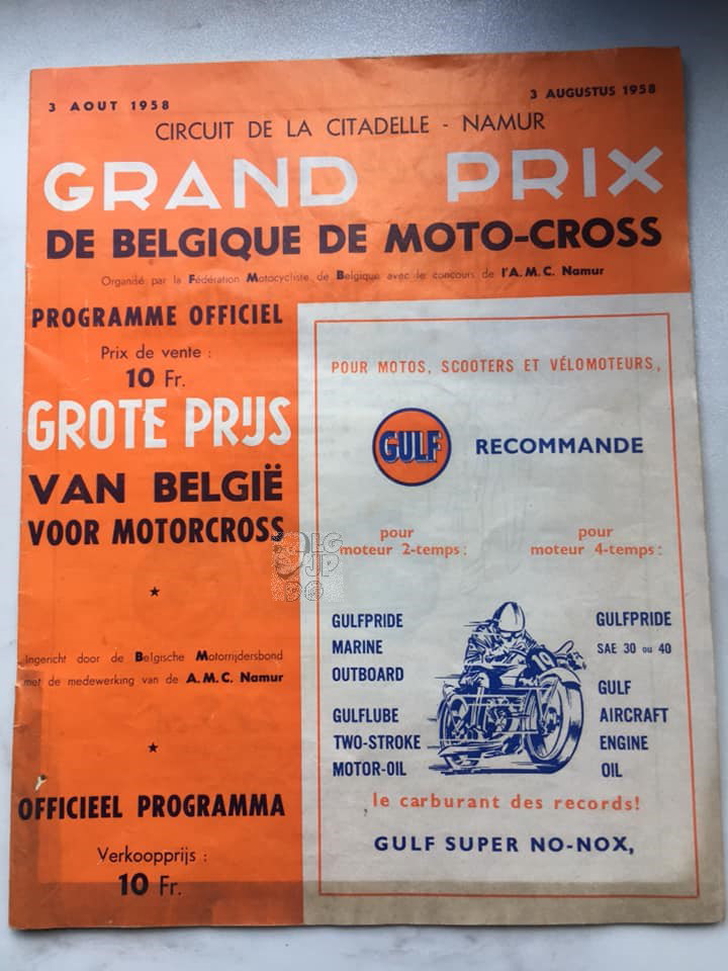 3 AOUT 1958
3 AUGUSTUS 1958
CIRCUIT DE LA CITADELLE - NAMUR
GRAND PRIX
DE BELGIQUE DE MOTO-CROSS
Organisé par la Fédération Motocycliste de Belgique avec le concours de l'A.M.C. Namur
PROGRAMME OFFICIEL
Prix de vente :
10 Fr.
GROTE PRIJS
VAN BELGIË
VOOR MOTORCROSS
★
Ingericht door de Belgische Motorrijdersbond
met de medewerking van de A.M.C. Namur
★
OFFICIEEL PROGRAMMA
Verkoopprijs :
10 Fr.
POUR MOTOS, SCOOTERS ET VÉLOMOTEURS,
GULF
RECOMMANDE
pour
moteur 2-temps :
pour
moteur 4-temps :
GULFPRIDE
MARINE
OUTBOARD
GULFLUBE
TWO-STROKE
MOTOR-OIL
10
GULFPRIDE
SAE 30 ou 40
GULF
AIRCRAFT
ENGINE
OIL
le carburant des records!
GULF SUPER NO-NOX,